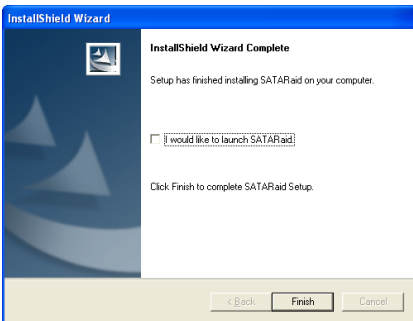 InstallShield Wizard
InstallShield Wizard Complete
Setup has finished installing SATARaid on your computer.
I would like to launch SATARaid.
Click Finish to complete SATARaid Setup.
< Back
Finish
Cancel